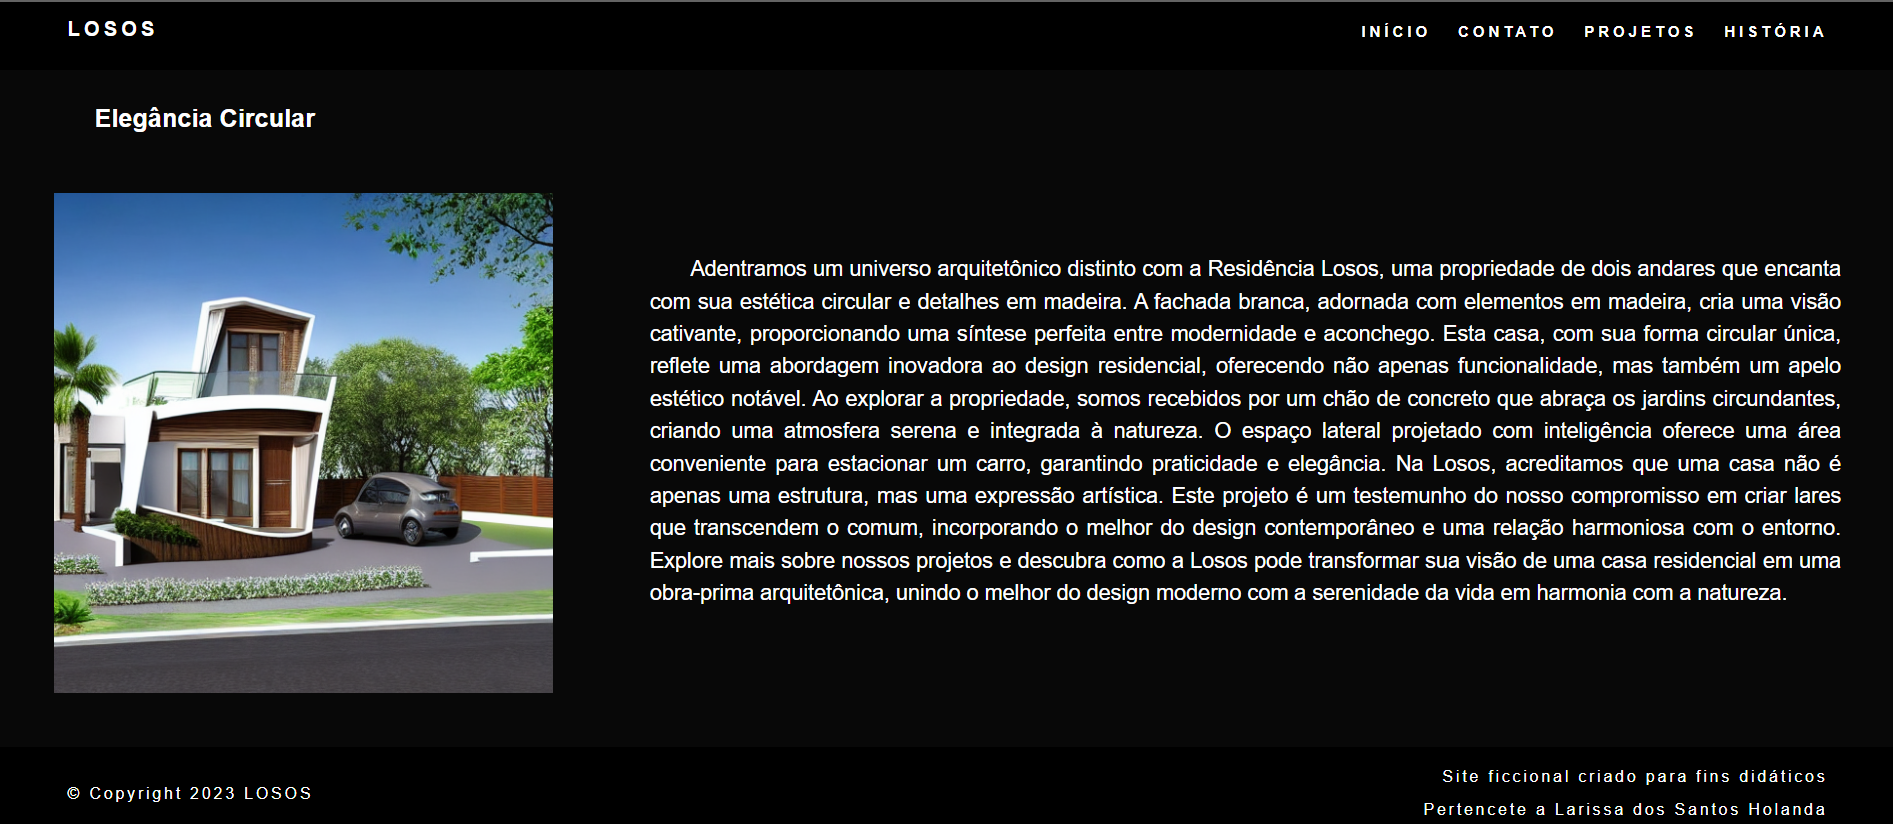 LOSOS
INÍCIO CONTATO PROJETOS HISTÓRIA
Elegância Circular
Adentramos um universo arquitetônico distinto com a Residência Losos, uma propriedade de dois andares que encanta
com sua estética circular e detalhes em madeira. A fachada branca, adornada com elementos em madeira, cria uma visão
cativante, proporcionando uma síntese perfeita entre modernidade e aconchego. Esta casa, com sua forma circular única,
reflete uma abordagem inovadora ao design residencial, oferecendo não apenas funcionalidade, mas também um apelo
estético notável. Ao explorar a propriedade, somos recebidos por um chão de concreto que abraça os jardins circundantes,
criando uma atmosfera serena e integrada à natureza. O espaço lateral projetado com inteligência oferece uma área
conveniente para estacionar um carro, garantindo praticidade e elegância. Na Losos, acreditamos que uma casa não é
apenas uma estrutura, mas uma expressão artística. Este projeto é um testemunho do nosso compromisso em criar lares
que transcendem o comum, incorporando o melhor do design contemporâneo e uma relação harmoniosa com o entorno.
Explore mais sobre nossos projetos e descubra como a Losos pode transformar sua visão de uma casa residencial em uma
obra-prima arquitetônica, unindo o melhor do design moderno com a serenidade da vida em harmonia com a natureza.
© Copyright 2023 LOSOS
Site ficcional criado para fins didáticos
Pertencete a Larissa dos Santos Holanda